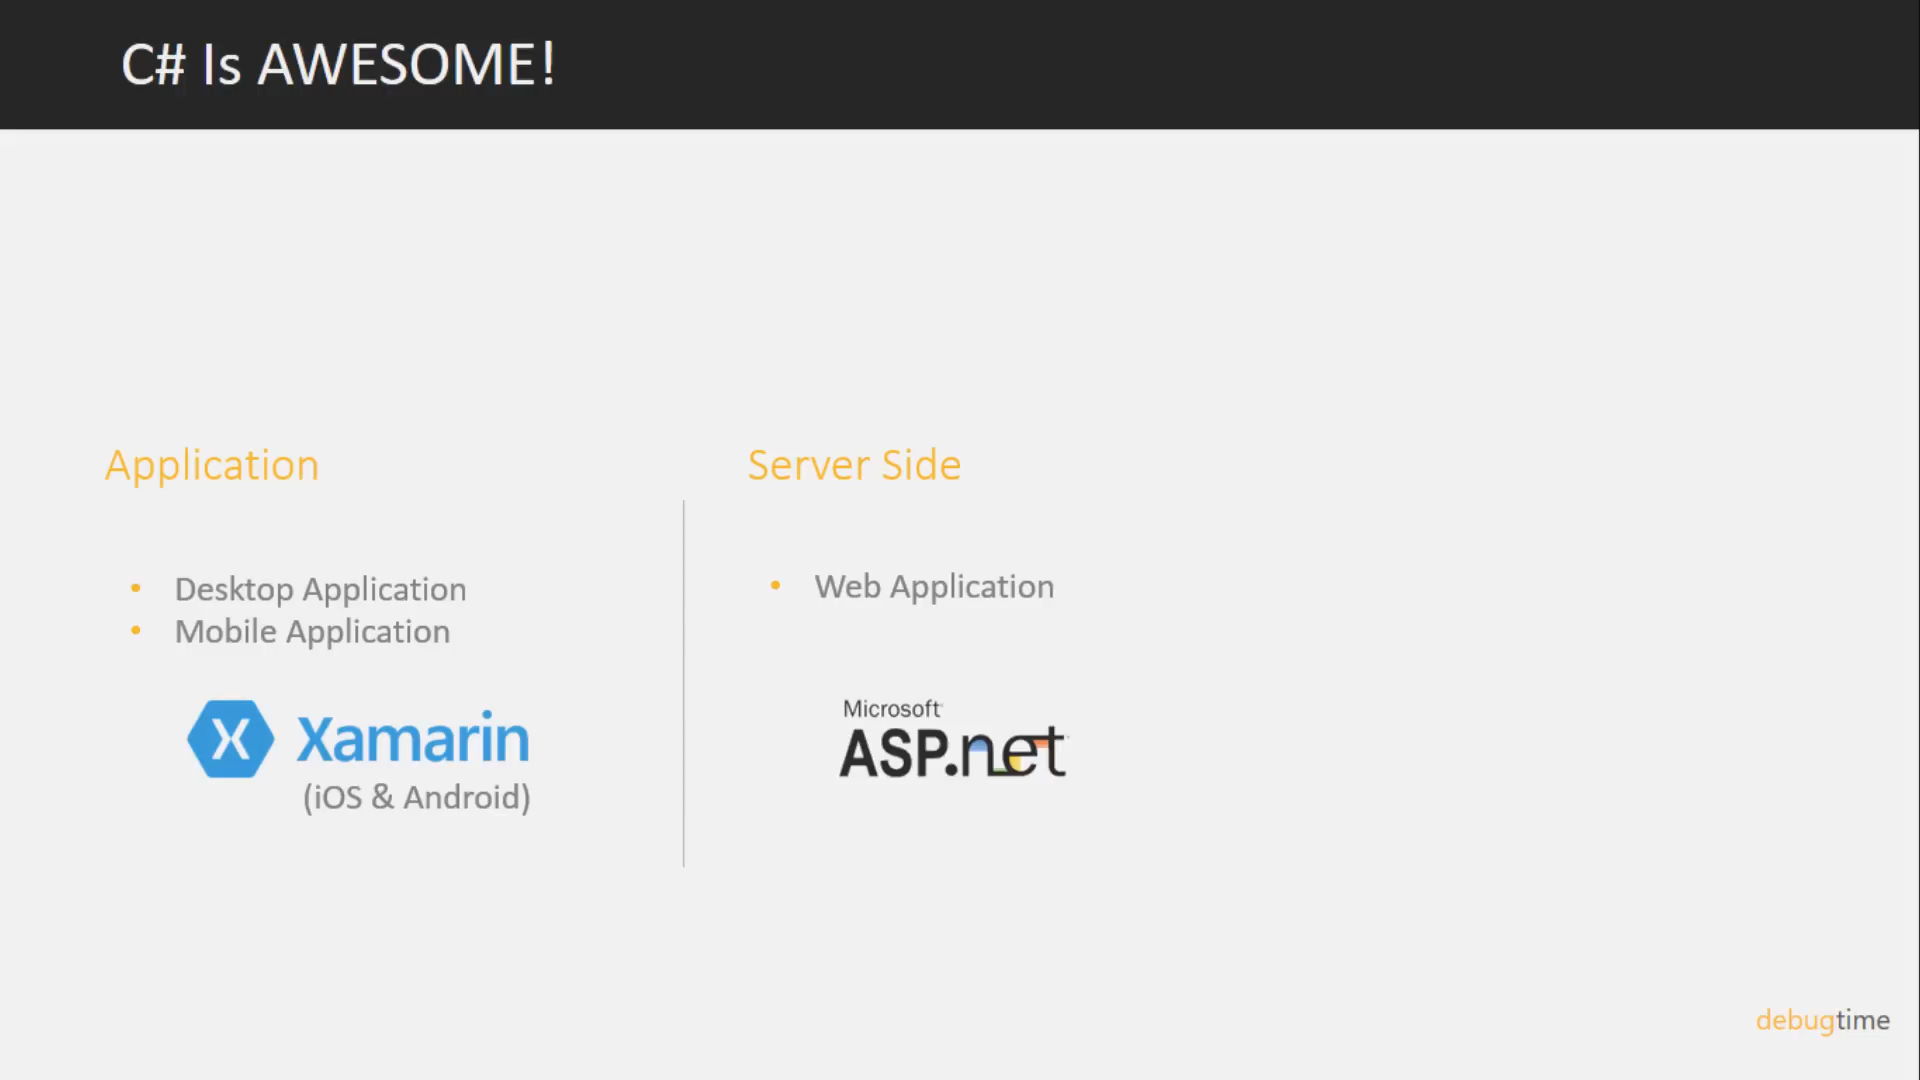 C# Is AWESOME!
Application
• Desktop Application
• Mobile Application
Xamarin
(iOS & Android)
Server Side
• Web Application
Microsoft
ASP.net
debugtime